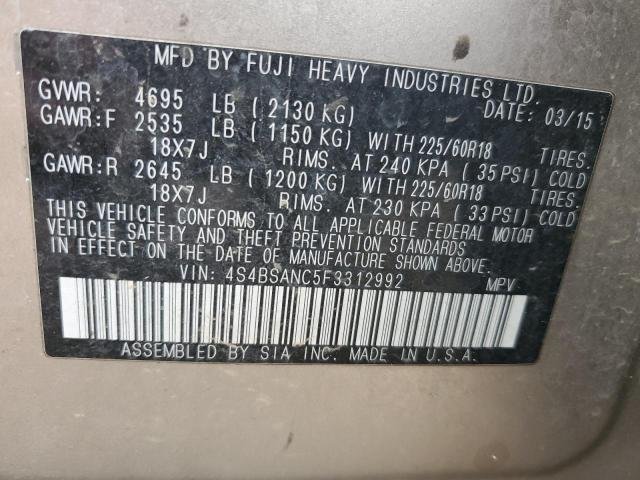 MFD BY FUJI HEAVY INDUSTRIES LTD.
GVWR: 4695 LB (2130 KG) DATE: 03/15
GAWR:F 2535 LB (1150 KG) WITH 225/60R18 TIRES.
18X7J RIMS. AT 240 KPA (35 PSI) COLD
GAWR:R 2645 LB (1200 KG) WITH 225/60R18 TIRES.
18X7J RIMS. AT 230 KPA (33 PSI) COLD
THIS VEHICLE CONFORMS TO ALL APPLICABLE FEDERAL MOTOR
VEHICLE SAFETY AND THEFT PREVENTION STANDARDS
IN EFFECT ON THE DATE OF MANUFACTURE SHOWN ABOVE.
VIN: 4S4BSANC5F3312992 MPV
ASSEMBLED BY SIA INC. MADE IN U.S.A.